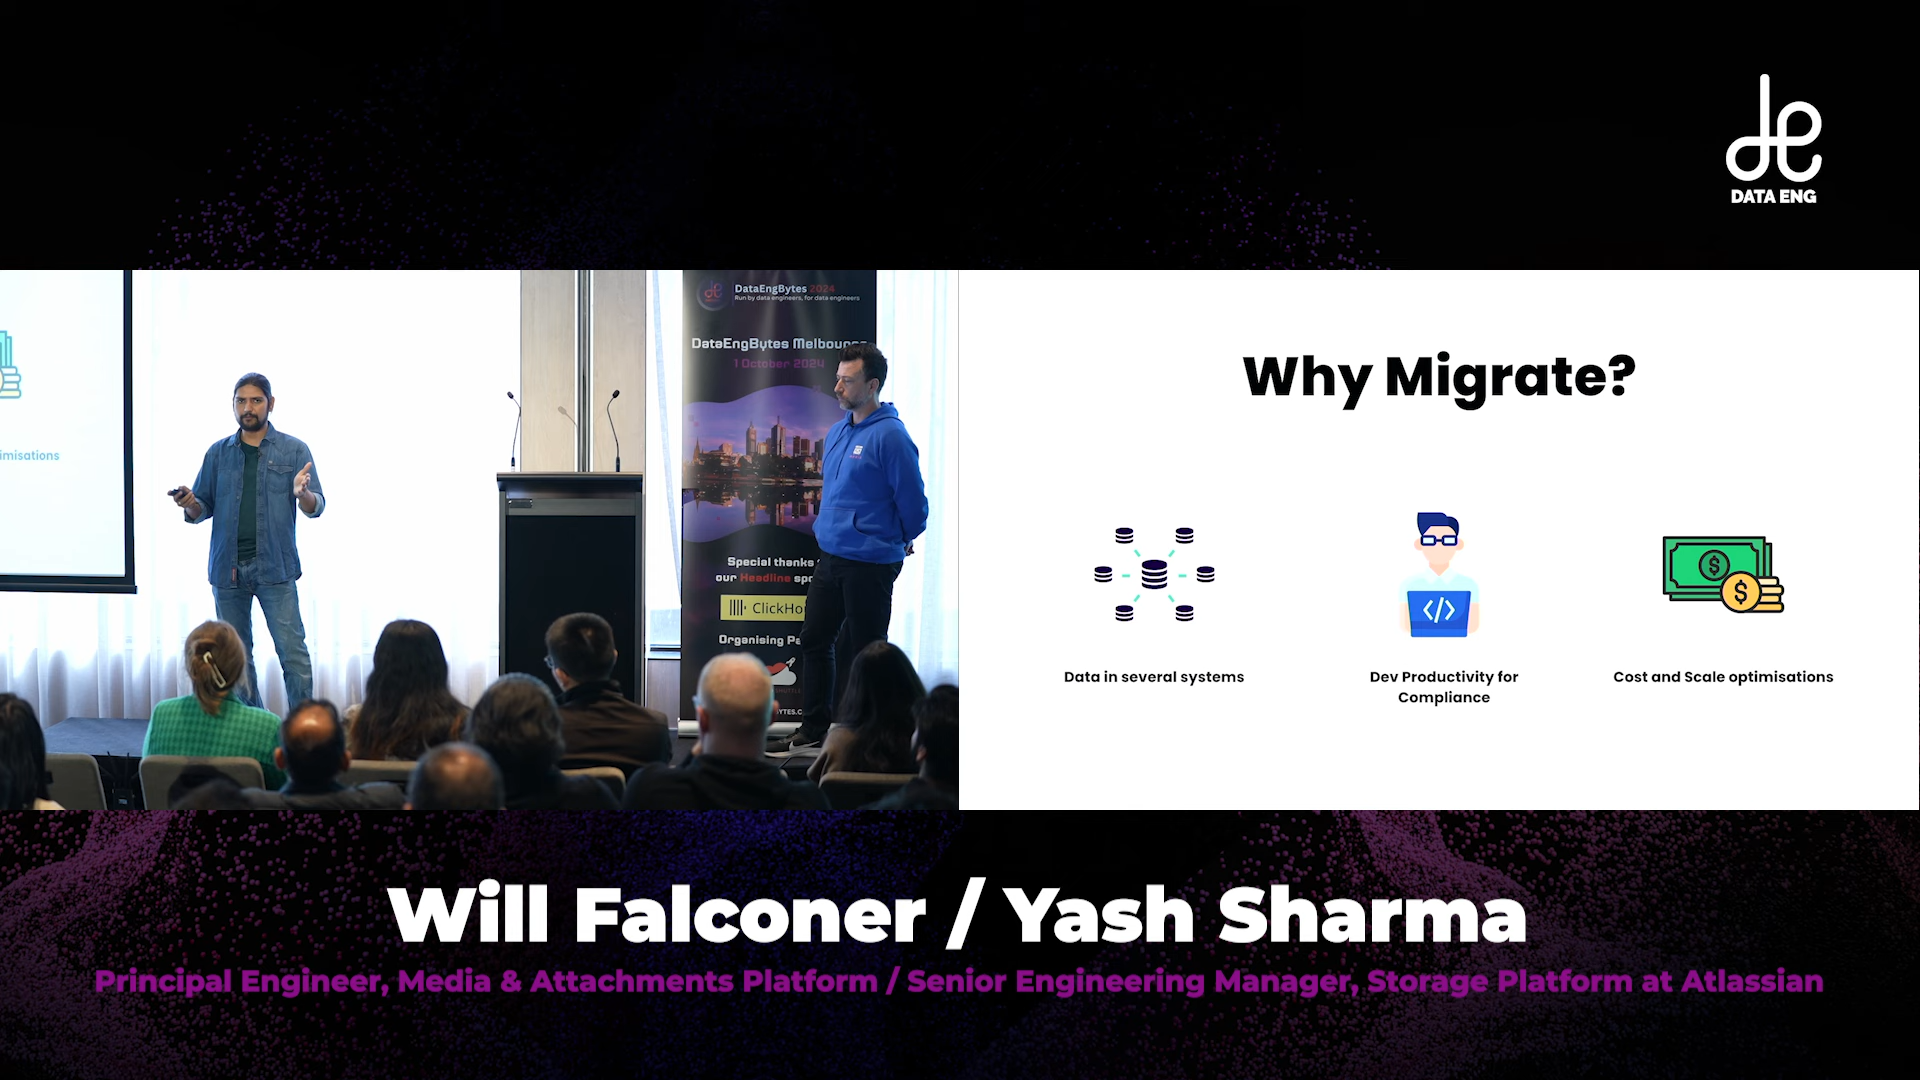 DATA ENG
imisations
DataEngBytes 2024
Run by data engineers, for data engineers
DataEngBytes Melbourne
1 October 2024
Special thanks
our Headline spo
ClickHo
Organising Pa
Why Migrate?
Data in several systems
Dev Productivity for
Compliance
Cost and Scale optimisations
Will Falconer / Yash Sharma
Principal Engineer, Media & Attachments Platform / Senior Engineering Manager, Storage Platform at Atlassian